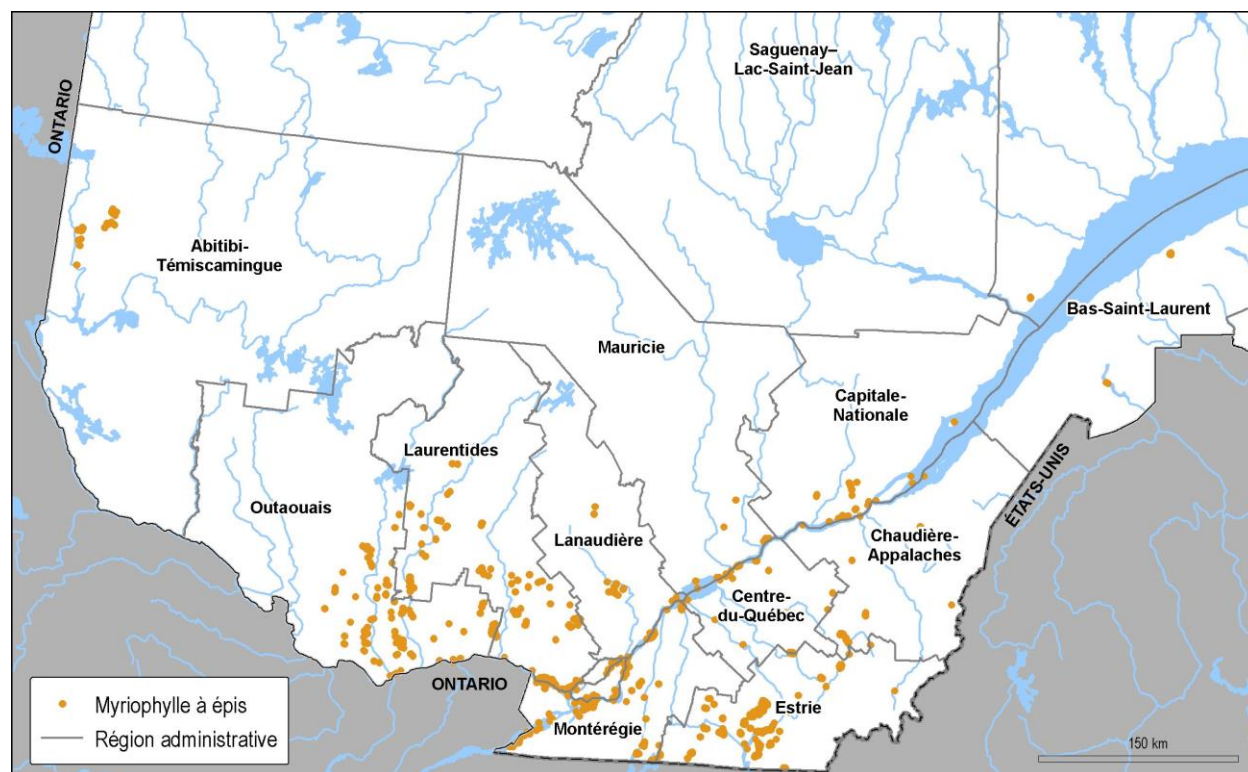 Saguenay–
Lac-Saint-Jean
ONTARIO
Abitibi-
Témiscamingue
Bas-Saint-Laurent
Mauricie
Capitale-
Nationale
Laurentides
Outaouais
ÉTATS-UNIS
Lanaudière
Chaudière-
Appalaches
Centre-
du-Québec
ONTARIO
Estrie
Montérégie
Myriophylle à épis
Région administrative
150 km